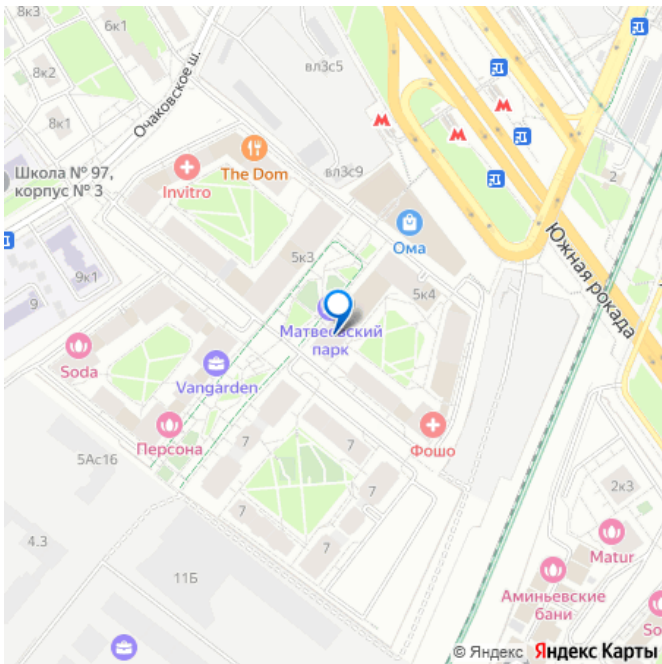 6к1
8к2
Очаковское ш.
вл3с5
8к1
М
М
М
The Dom
вл3с9
2
Школа № 97,
корпус № 3
Invitro
Ома
Южная рокада
5к3
9к1
5к4
9
Матвеевский
парк
Soda
Vangarden
Персона
7
7
Фошо
5Ас16
7
7
7
2к3
4.3
Matur
11Б
Аминьевские
бани
So
© Яндекс Яндекс Карты